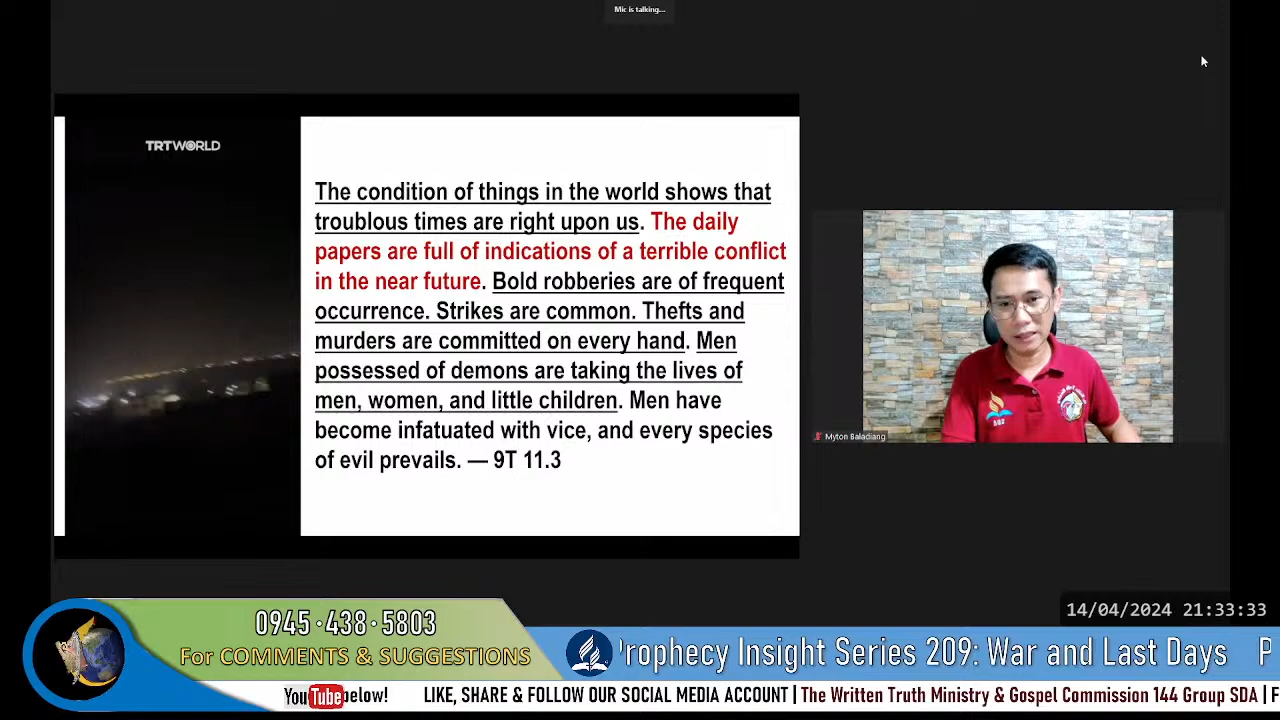 Mic is talking...
TRTWORLD
The condition of things in the world shows that
troublous times are right upon us. The daily
papers are full of indications of a terrible conflict
in the near future. Bold robberies are of frequent
occurrence. Strikes are common. Thefts and
murders are committed on every hand. Men
possessed of demons are taking the lives of
men, women, and little children. Men have
become infatuated with vice, and every species
of evil prevails. — 9T 11.3
Myton Baladiang
14/04/2024 21:33:33
0945·438·5803
For COMMENTS & SUGGESTIONS
Prophecy Insight Series 209: War and Last Days P
YouTube below! LIKE, SHARE & FOLLOW OUR SOCIAL MEDIA ACCOUNT | The Written Truth Ministry & Gospel Commission 144 Group SDA | F